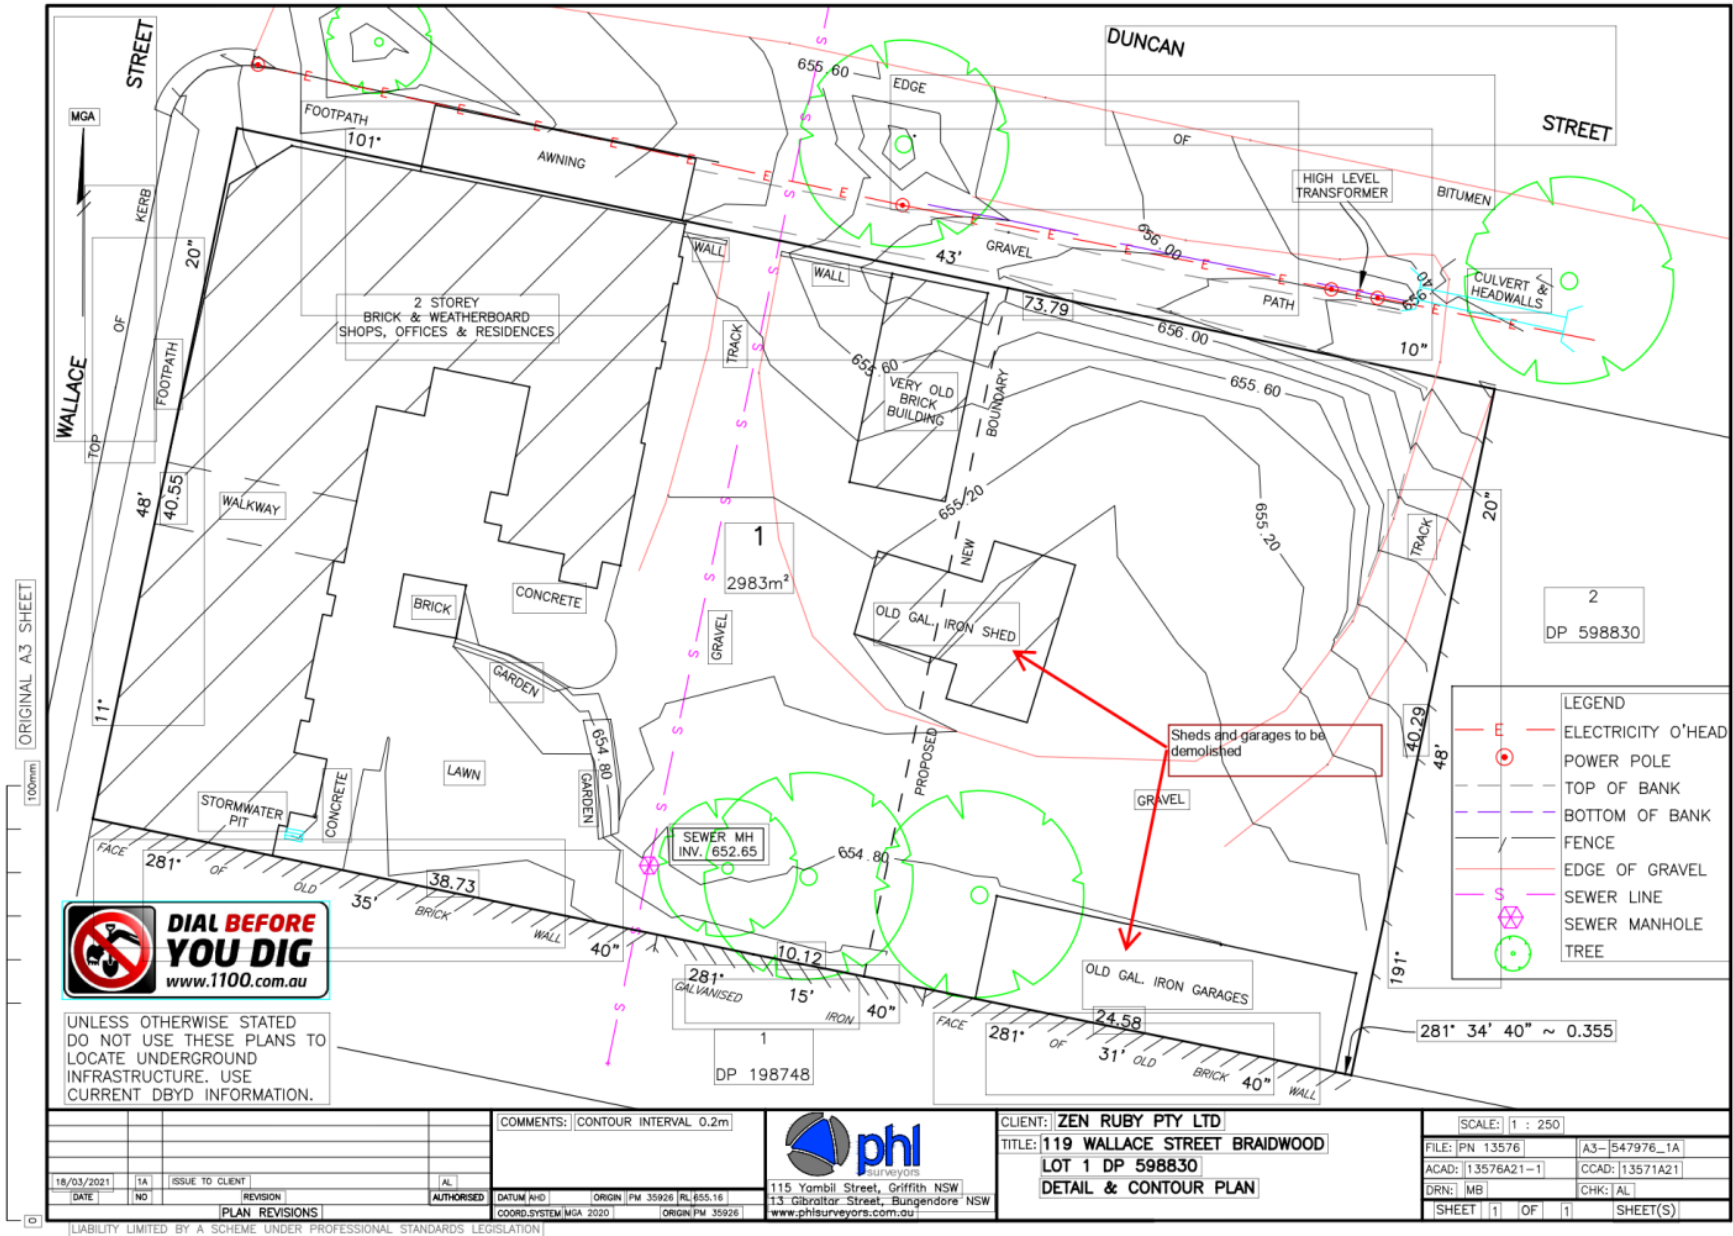 STREET
DUNCAN
STREET
MGA
655.60
EDGE
OF
BITUMEN
FOOTPATH
101°
AWNING
HIGH LEVEL
TRANSFORMER
KERB
OF
TOP
FOOTPATH
WALLACE
20"
48'
40.55
11°
WALL
WALL
43'
GRAVEL
PATH
656.00
656.00
CULVERT &
HEADWALLS
2 STOREY
BRICK & WEATHERBOARD
SHOPS, OFFICES & RESIDENCES
TRACK
73.79
10"
655.60
655.60
VERY OLD
BRICK
BUILDING
BOUNDARY
NEW
PROPOSED
WALKWAY
655.20
655.20
1
2983m²
TRACK
20"
BRICK
CONCRETE
OLD GAL. IRON SHED
GRAVEL
GARDEN
2
DP 598830
654.80
GARDEN
LAWN
CONCRETE
STORMWATER
PIT
Sheds and garages to be
demolished
GRAVEL
40.29
48'
191°
SEWER MH
INV. 652.65
654.80
FACE
OF
OLD
BRICK
WALL
281°
35'
40"
38.73
10.12
281°
15'
40"
GALVANISED
IRON
OLD GAL. IRON GARAGES
24.58
FACE
OF
OLD
BRICK
WALL
281°
31'
40"
281° 34' 40" ~ 0.355
1
DP 198748
LEGEND
E ELECTRICITY O'HEAD
POWER POLE
TOP OF BANK
BOTTOM OF BANK
FENCE
EDGE OF GRAVEL
S SEWER LINE
SEWER MANHOLE
TREE
ORIGINAL A3 SHEET
100mm
0
DIAL BEFORE
YOU DIG
www.1100.com.au
UNLESS OTHERWISE STATED
DO NOT USE THESE PLANS TO
LOCATE UNDERGROUND
INFRASTRUCTURE. USE
CURRENT DBYD INFORMATION.
18/03/2021 1A ISSUE TO CLIENT AL
DATE NO REVISION AUTHORISED
PLAN REVISIONS
COMMENTS: CONTOUR INTERVAL 0.2m
DATUM AHD ORIGIN PM 35926 RL 655.16
COORD.SYSTEM MGA 2020 ORIGIN PM 35926
phl
surveyors
115 Yambil Street, Griffith NSW
13 Gibraltar Street, Bungendore NSW
www.phlsurveyors.com.au
CLIENT: ZEN RUBY PTY LTD
TITLE: 119 WALLACE STREET BRAIDWOOD
LOT 1 DP 598830
DETAIL & CONTOUR PLAN
SCALE: 1 : 250
FILE: PN 13576 A3- 547976_1A
ACAD: 13576A21-1 CCAD: 13571A21
DRN: MB CHK: AL
SHEET 1 OF 1 SHEET(S)
LIABILITY LIMITED BY A SCHEME UNDER PROFESSIONAL STANDARDS LEGISLATION